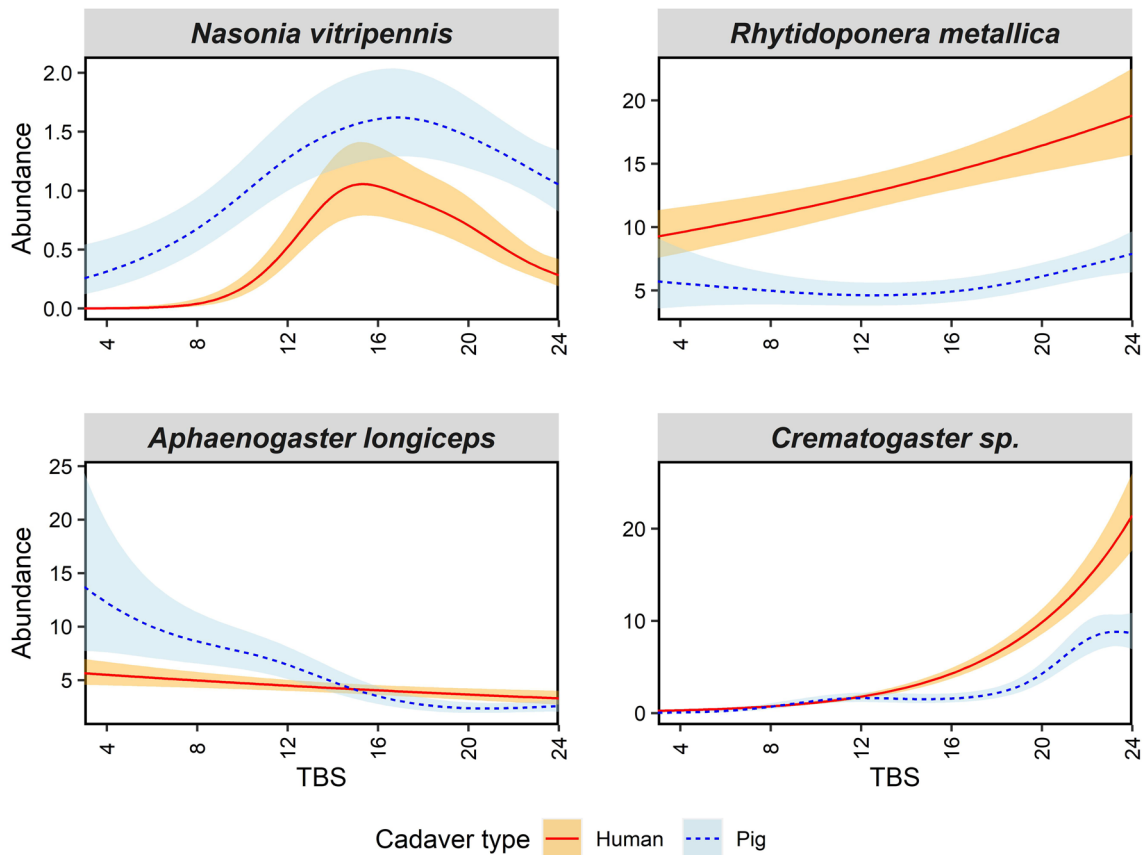 Nasonia vitripennis
Rhytidoponera metallica
Abundance
2.0
1.5
1.0
0.5
0.0
4 8 12 16 20 24
20
15
10
5
4 8 12 16 20 24
Aphaenogaster longiceps
Crematogaster sp.
Abundance
25
20
15
10
5
4 8 12 16 20 24
TBS
20
10
0
4 8 12 16 20 24
TBS
Cadaver type Human Pig